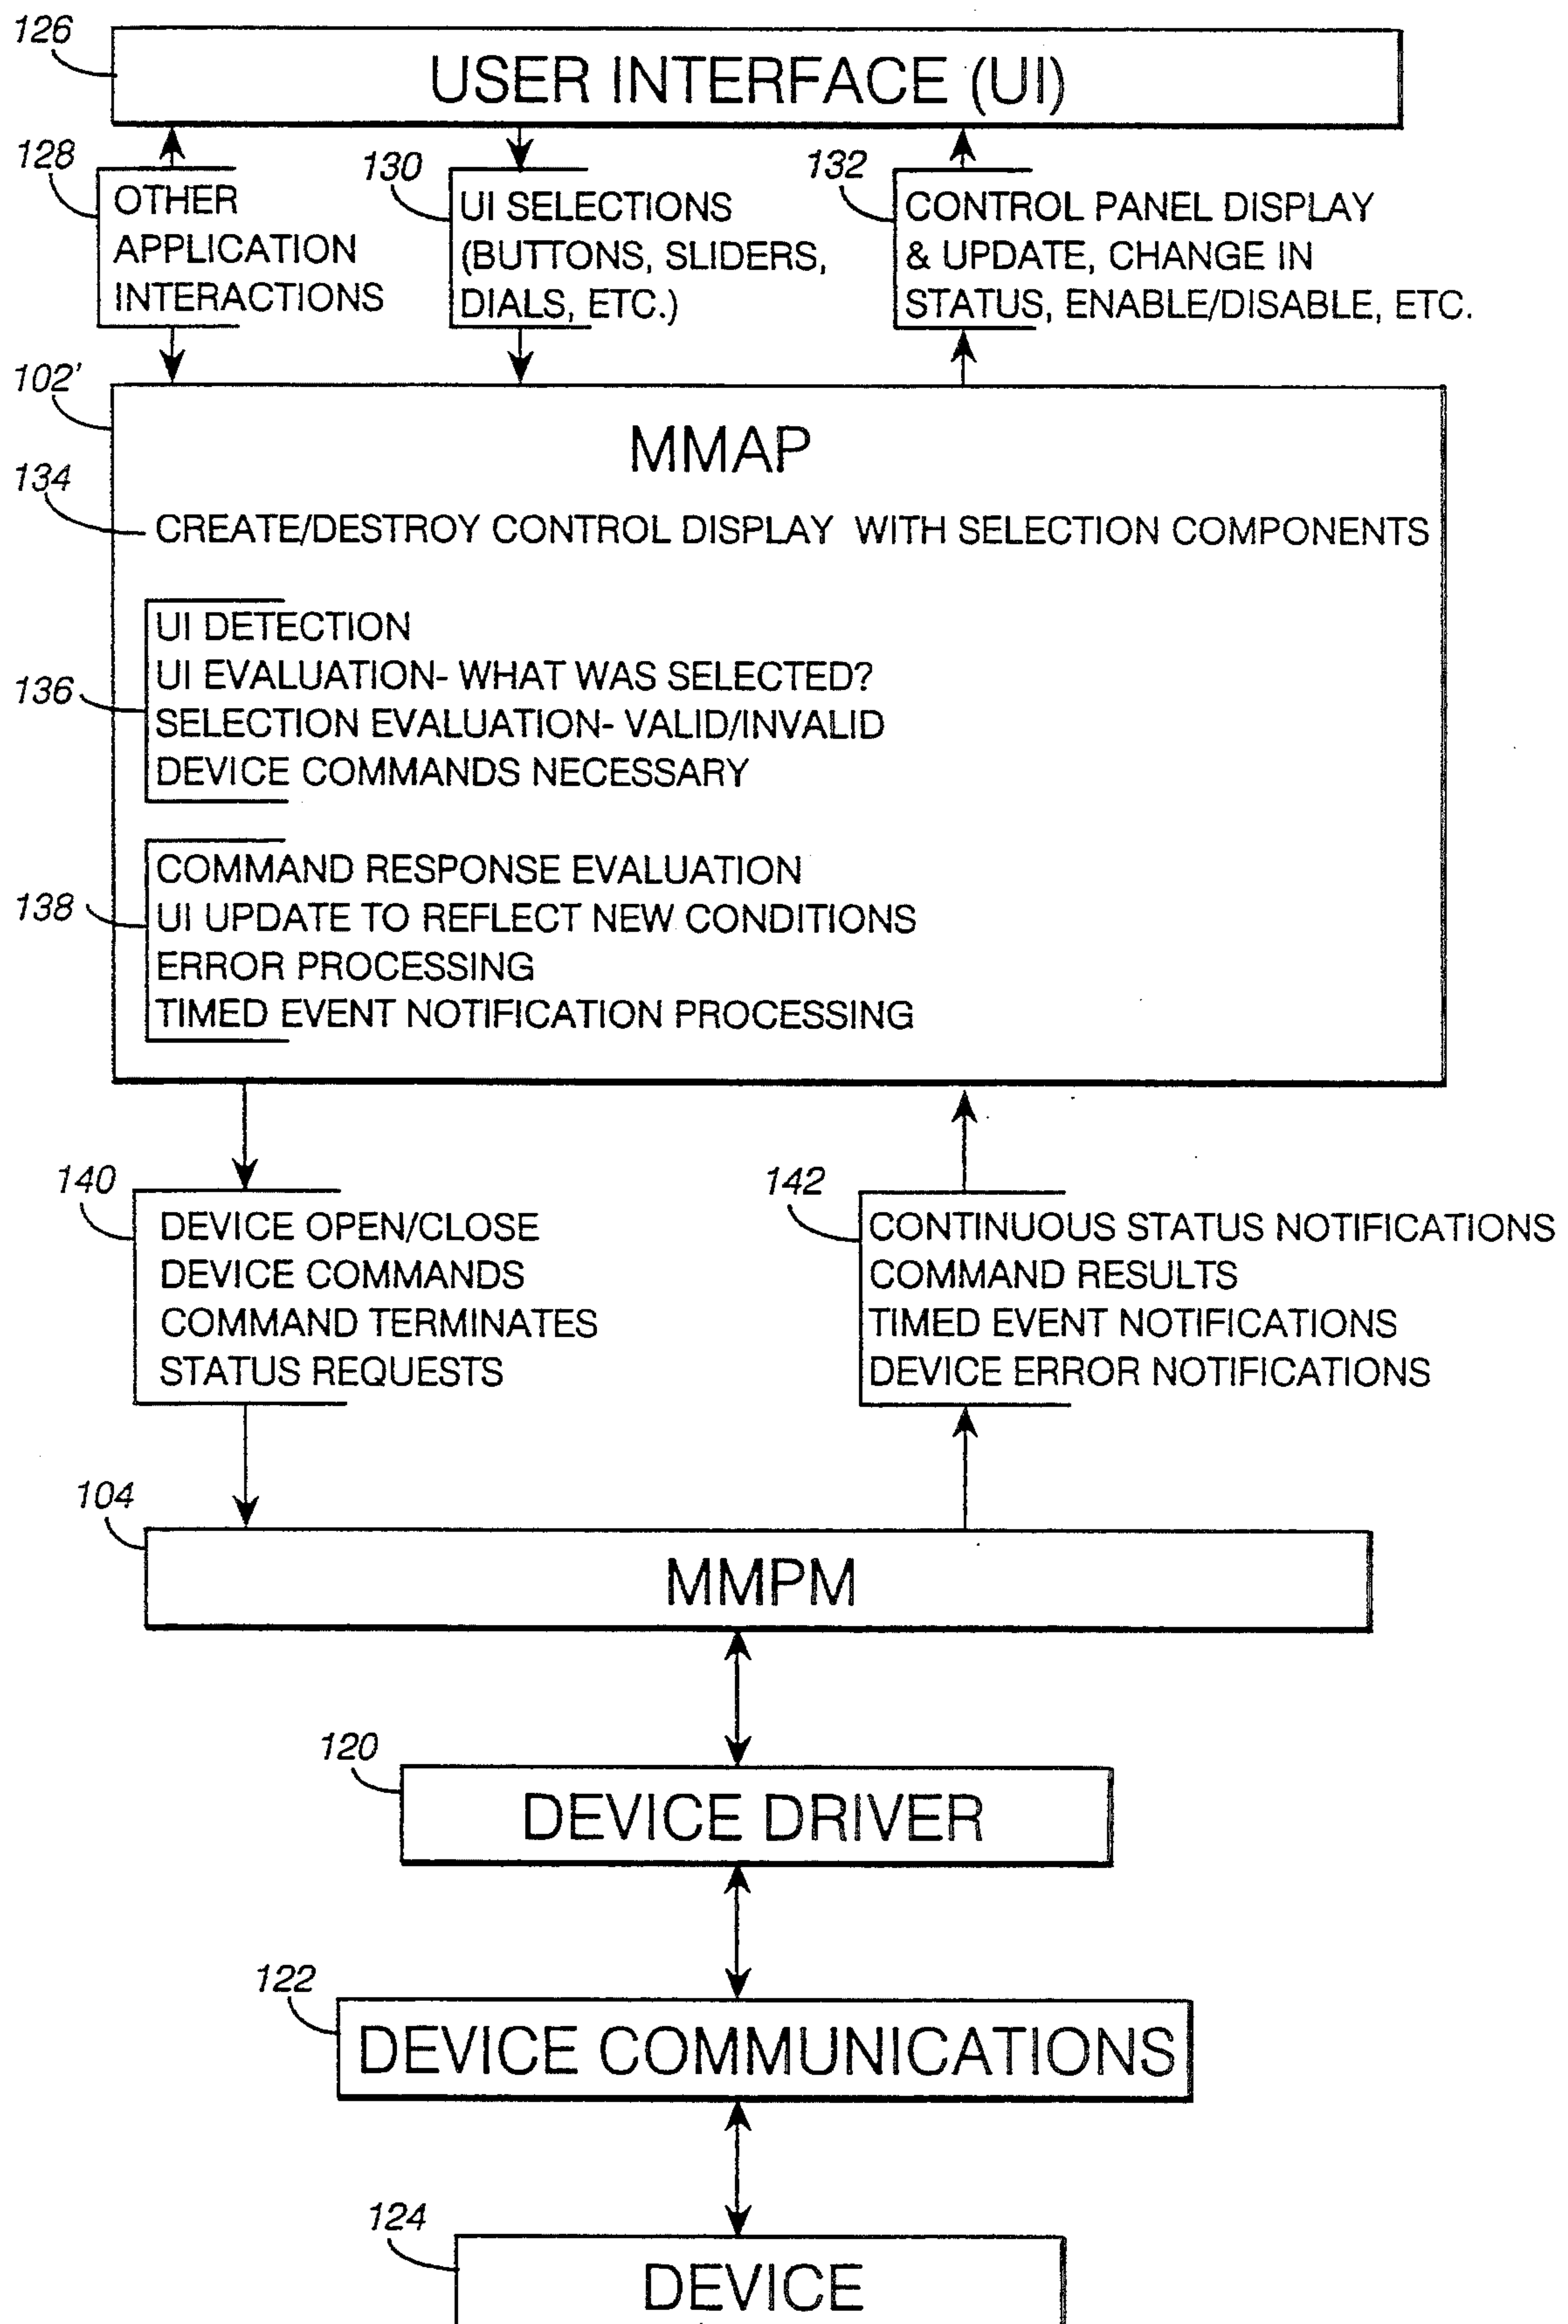 126
USER INTERFACE (UI)
128
OTHER
APPLICATION
INTERACTIONS
130
UI SELECTIONS
(BUTTONS, SLIDERS,
DIALS, ETC.)
132
CONTROL PANEL DISPLAY
& UPDATE, CHANGE IN
STATUS, ENABLE/DISABLE, ETC.
102'
MMAP
134
CREATE/DESTROY CONTROL DISPLAY WITH SELECTION COMPONENTS
136
UI DETECTION
UI EVALUATION- WHAT WAS SELECTED?
SELECTION EVALUATION- VALID/INVALID
DEVICE COMMANDS NECESSARY
138
COMMAND RESPONSE EVALUATION
UI UPDATE TO REFLECT NEW CONDITIONS
ERROR PROCESSING
TIMED EVENT NOTIFICATION PROCESSING
140
DEVICE OPEN/CLOSE
DEVICE COMMANDS
COMMAND TERMINATES
STATUS REQUESTS
142
CONTINUOUS STATUS NOTIFICATIONS
COMMAND RESULTS
TIMED EVENT NOTIFICATIONS
DEVICE ERROR NOTIFICATIONS
104
MMPM
120
DEVICE DRIVER
122
DEVICE COMMUNICATIONS
124
DEVICE